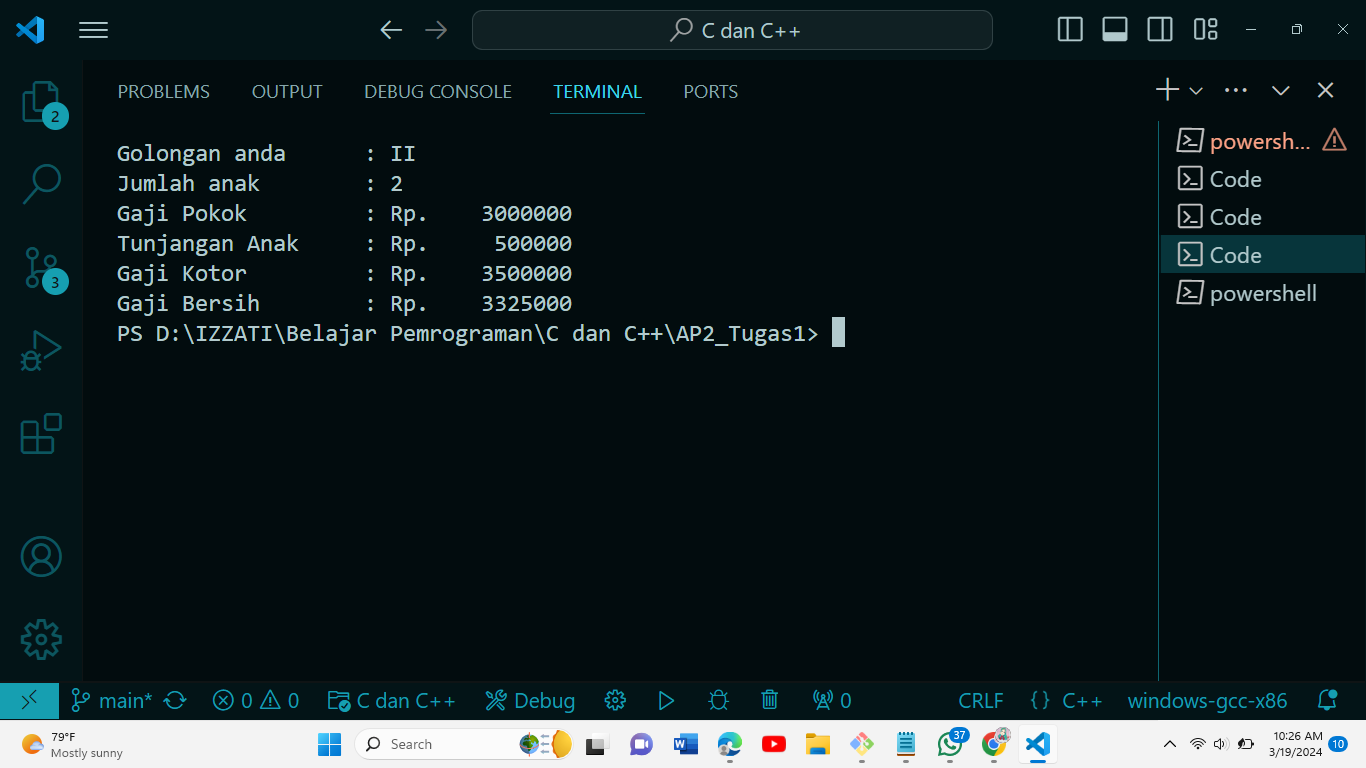 C dan C++
PROBLEMS OUTPUT DEBUG CONSOLE TERMINAL PORTS
Golongan anda : II
Jumlah anak : 2
Gaji Pokok : Rp. 3000000
Tunjangan Anak : Rp. 500000
Gaji Kotor : Rp. 3500000
Gaji Bersih : Rp. 3325000
PS D:\IZZATI\Belajar Pemrograman\C dan C++\AP2_Tugas1>
powersh...
Code
Code
Code
powershell
2
3
main* 0 0 C dan C++ Debug 0 CRLF {} C++ windows-gcc-x86
79°F
Mostly sunny
Search
37
10:26 AM
3/19/2024
10